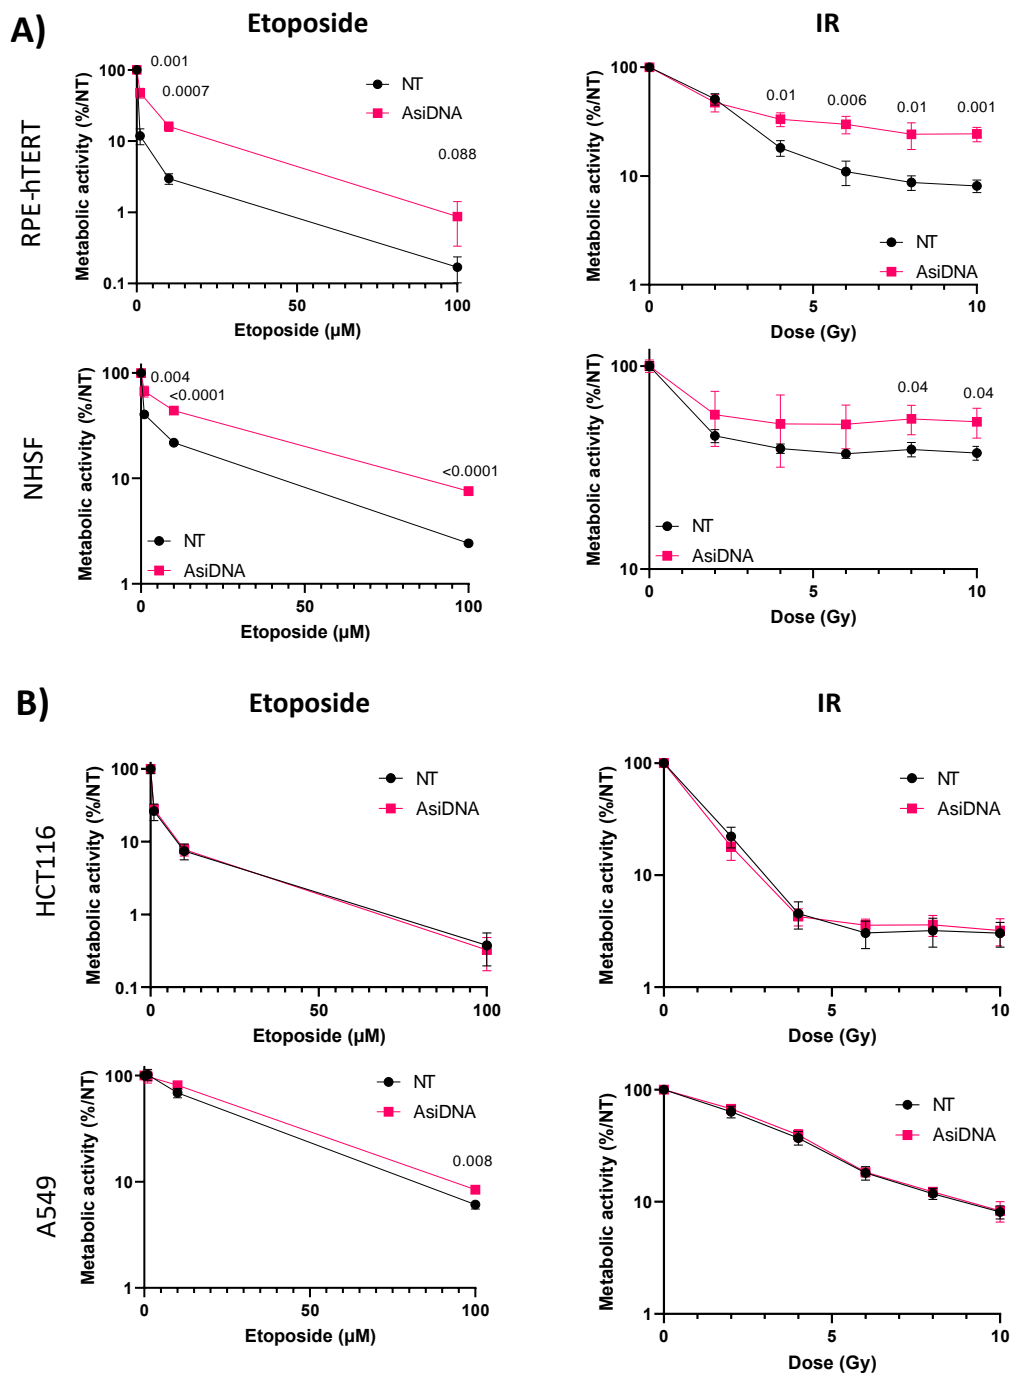 A)
Etoposide
IR
RPE-hTERT
Metabolic activity (%/NT)
100
10
1
0.1
0.001
0.0007
0.088
NT
AsiDNA
0
50
100
Etoposide (µM)
Metabolic activity (%/NT)
100
10
1
0.01
0.006
0.01
0.001
NT
AsiDNA
0
5
10
Dose (Gy)
NHSF
Metabolic activity (%/NT)
100
10
1
0.004
<0.0001
<0.0001
NT
AsiDNA
0
50
100
Etoposide (µM)
Metabolic activity (%/NT)
100
10
0.04
0.04
NT
AsiDNA
0
5
10
Dose (Gy)
B)
Etoposide
IR
HCT116
Metabolic activity (%/NT)
100
10
1
0.1
NT
AsiDNA
0
50
100
Etoposide (µM)
Metabolic activity (%/NT)
100
10
1
NT
AsiDNA
0
5
10
Dose (Gy)
A549
Metabolic activity (%/NT)
100
10
1
NT
AsiDNA
0.008
0
50
100
Etoposide (µM)
Metabolic activity (%/NT)
100
10
1
NT
AsiDNA
0
5
10
Dose (Gy)